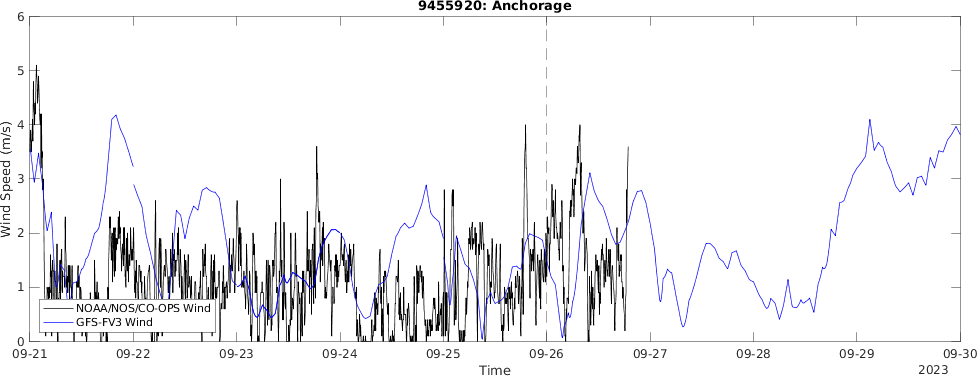 9455920: Anchorage
6
5
4
3
2
1
0
Wind Speed (m/s)
NOAA/NOS/CO-OPS Wind
GFS-FV3 Wind
09-21 09-22 09-23 09-24 09-25 09-26 09-27 09-28 09-29 09-30
Time
2023